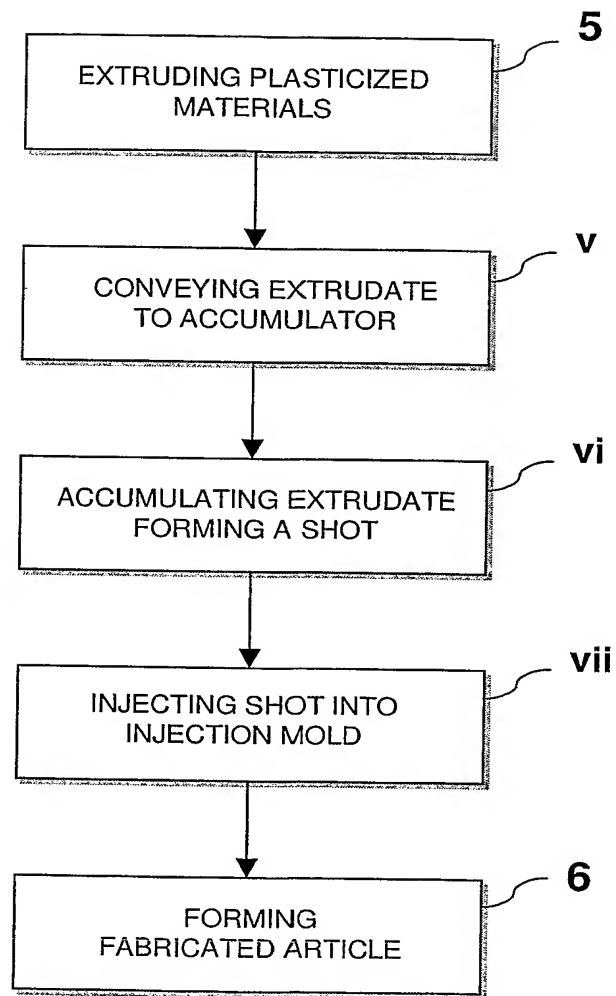 5
EXTRUDING PLASTICIZED
MATERIALS
v
CONVEYING EXTRUDATE
TO ACCUMULATOR
vi
ACCUMULATING EXTRUDATE
FORMING A SHOT
vii
INJECTING SHOT INTO
INJECTION MOLD
6
FORMING
FABRICATED ARTICLE